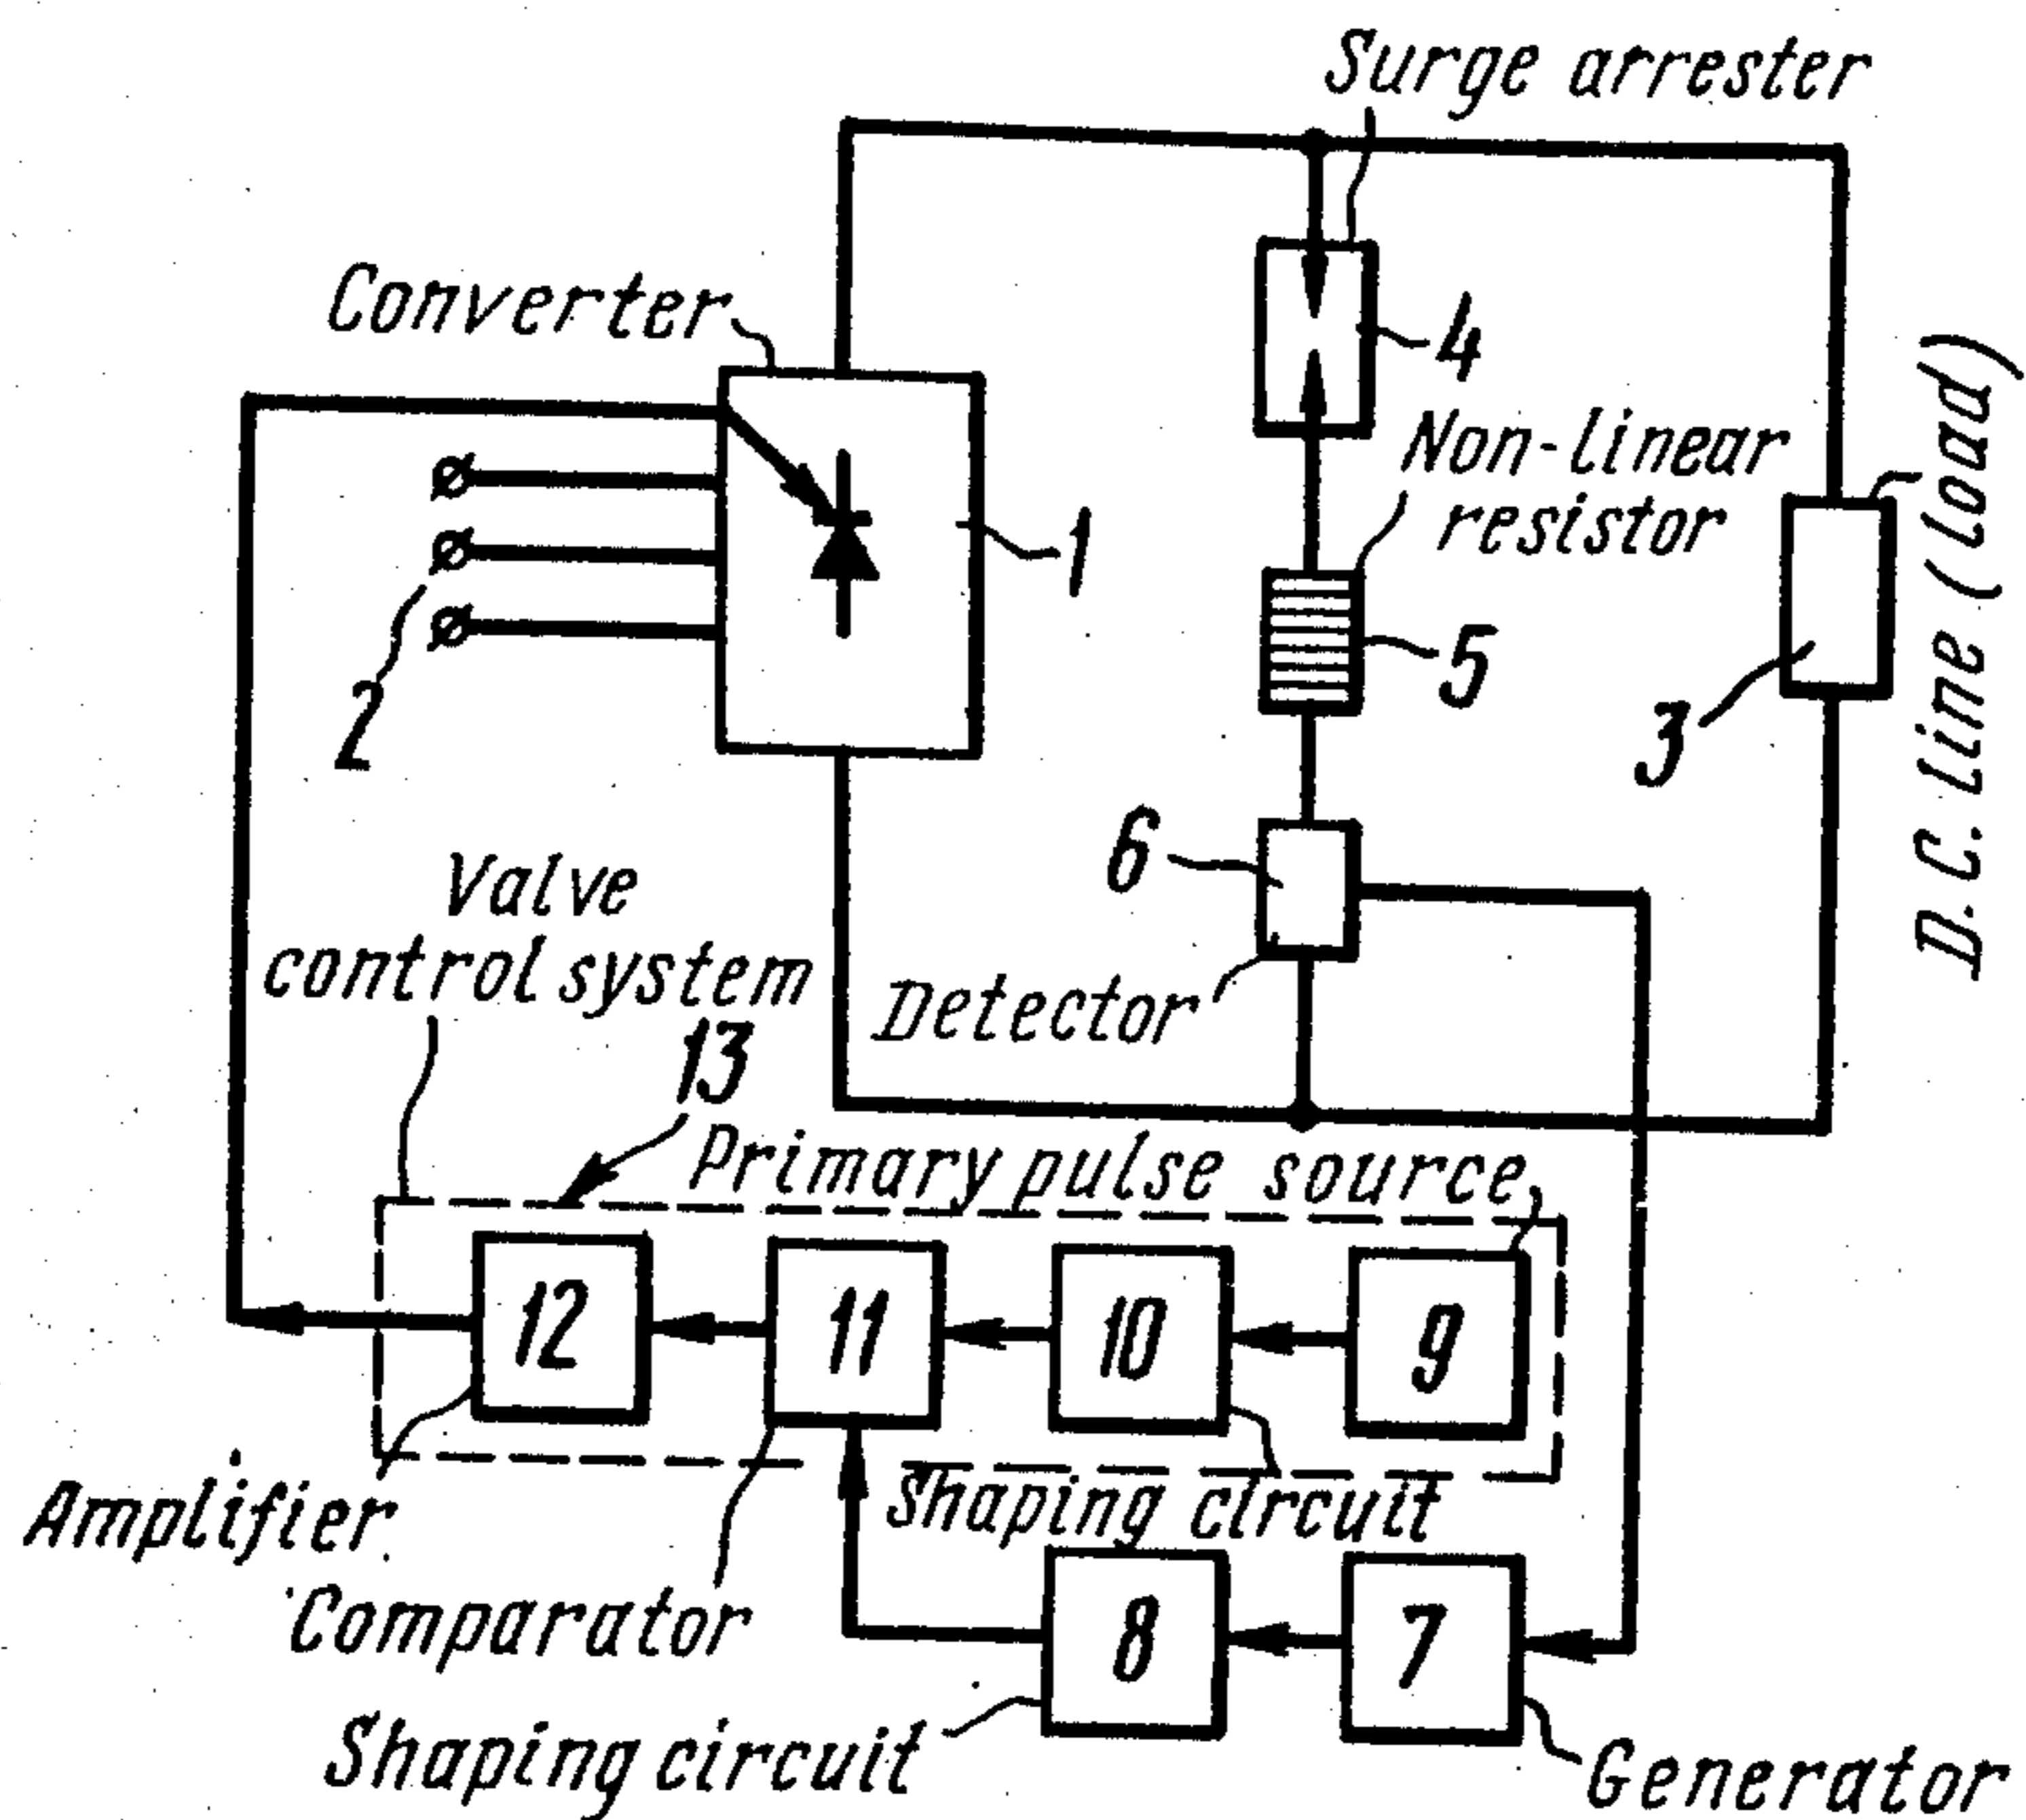 Surge arrester
Converter
4
Non-linear
resistor
1
2
5
3
D.C. Line (Load)
6
Valve
control system
Detector
13
Primary pulse source
12
11
10
9
Amplifier
Shaping circuit
Comparator
8
7
Shaping circuit
Generator